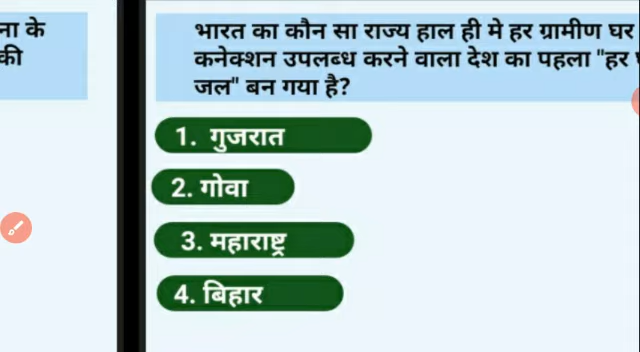 ना के
की
भारत का कौन सा राज्य हाल ही मे हर ग्रामीण घर
कनेक्शन उपलब्ध करने वाला देश का पहला "हर
जल" बन गया है?
1. गुजरात
2. गोवा
3. महाराष्ट्र
4. बिहार